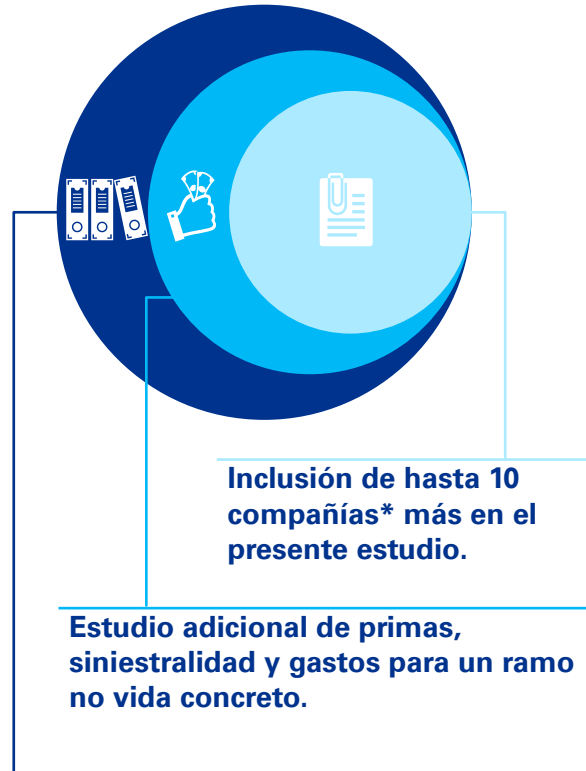 Inclusión de hasta 10
compañías* más en el
presente estudio.
Estudio adicional de primas,
siniestralidad y gastos para un ramo
no vida concreto.